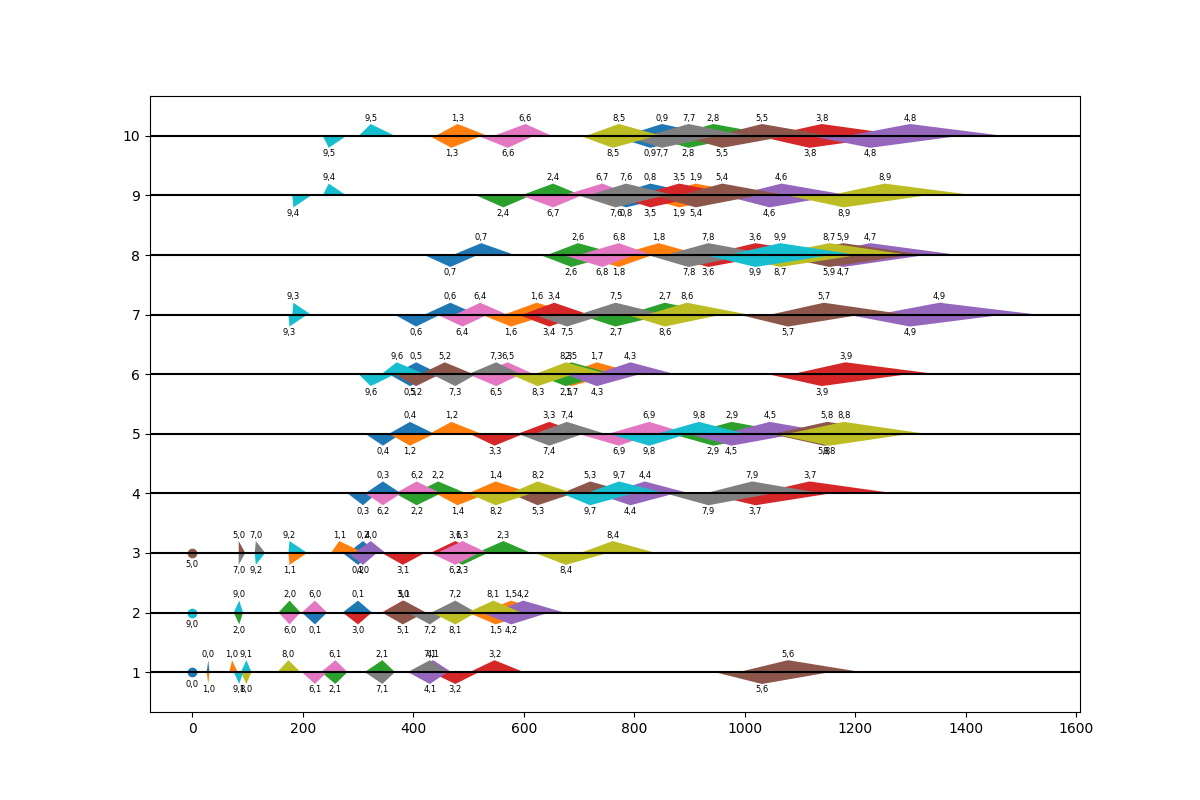 9,5 1,3 6,6 8,5 0,9 7,7 2,8 5,5 3,8 4,8
10
9,5 1,3 6,6 8,5 0,9 7,7 2,8 5,5 3,8 4,8
9,4 2,4 6,7 7,6 0,8 3,5 1,9 5,4 4,6 8,9
9
9,4 2,4 6,7 7,6 0,8 3,5 1,9 5,4 4,6 8,9
0,7 2,6 6,8 1,8 7,8 3,6 9,9 8,7 5,9 4,7
8
0,7 2,6 6,8 1,8 7,8 3,6 9,9 8,7 5,9 4,7
9,3 0,6 6,4 1,6 3,4 7,5 2,7 8,6 5,7 4,9
7
9,3 0,6 6,4 1,6 3,4 7,5 2,7 8,6 5,7 4,9
9,6 0,5 5,2 7,3 6,5 8,3 2,5 1,7 4,3 3,9
6
9,6 0,5 5,2 7,3 6,5 8,3 2,5 1,7 4,3 3,9
0,4 1,2 3,3 7,4 6,9 9,8 2,9 4,5 5,8 8,8
5
0,4 1,2 3,3 7,4 6,9 9,8 2,9 4,5 5,8 8,8
0,3 6,2 2,2 1,4 8,2 5,3 9,7 4,4 7,9 3,7
4
0,3 6,2 2,2 1,4 8,2 5,3 9,7 4,4 7,9 3,7
5,0 7,0 9,2 1,1 0,2 4,0 3,1 6,3 2,3 8,4
3
5,0 7,0 9,2 1,1 0,2 4,0 3,1 6,3 2,3 8,4
9,0 2,0 6,0 0,1 3,0 5,1 7,2 8,1 1,5 4,2
2
9,0 2,0 6,0 0,1 3,0 5,1 7,2 8,1 1,5 4,2
0,0 1,0 9,1 8,0 6,1 2,1 7,1 4,1 3,2 5,6
1
0,0 1,0 9,1 8,0 6,1 2,1 7,1 4,1 3,2 5,6
0 200 400 600 800 1000 1200 1400 1600